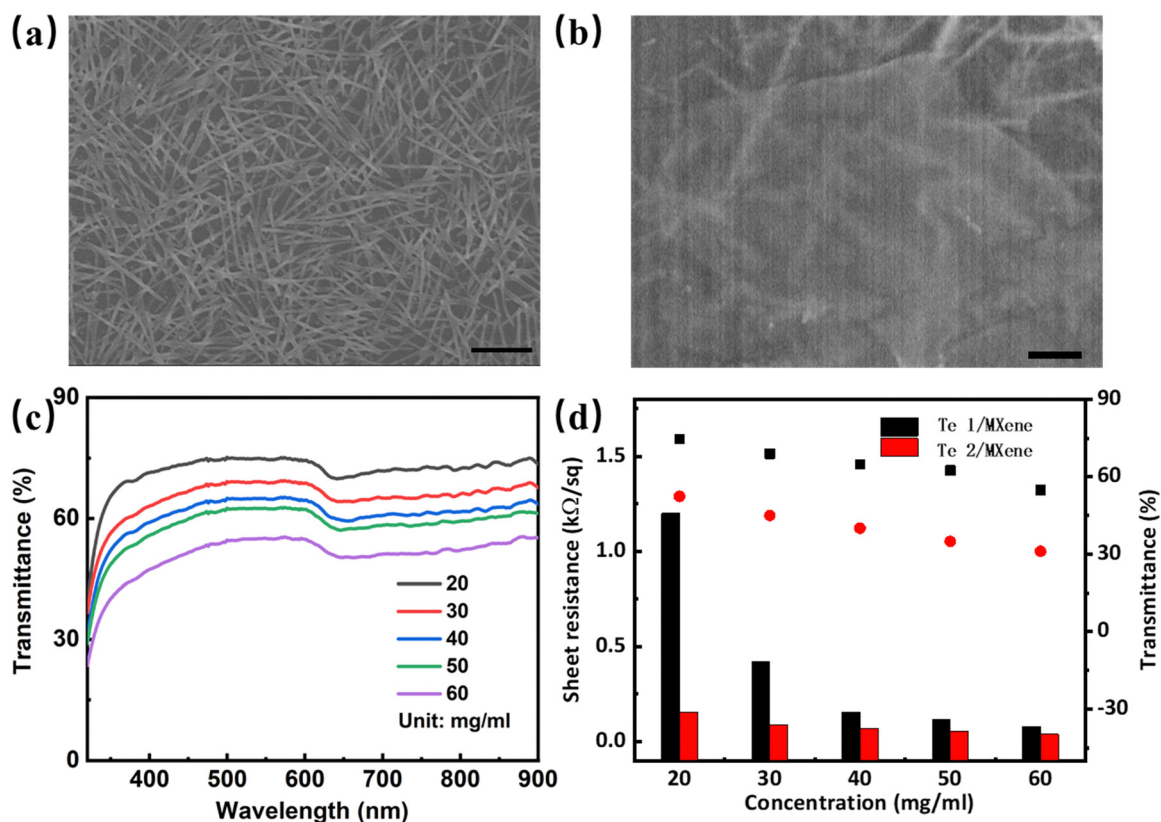 (a)
(b)
(c)
90
60
30
0
Transmittance (%)
20
30
40
50
60
Unit: mg/ml
400 500 600 700 800 900
Wavelength (nm)
(d)
1.5
1.0
0.5
0.0
Sheet resistance (kΩ/sq)
Te 1/MXene
Te 2/MXene
90
60
30
0
-30
Transmittance (%)
20 30 40 50 60
Concentration (mg/ml)